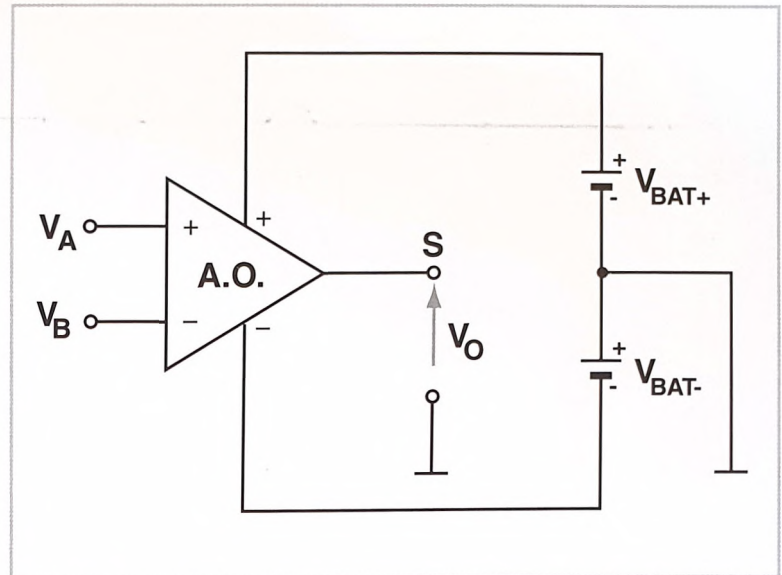 +
-
V_BAT+
+
V_A
+
A.O.
S
V_B
−
−
V_O
+
-
V_BAT-